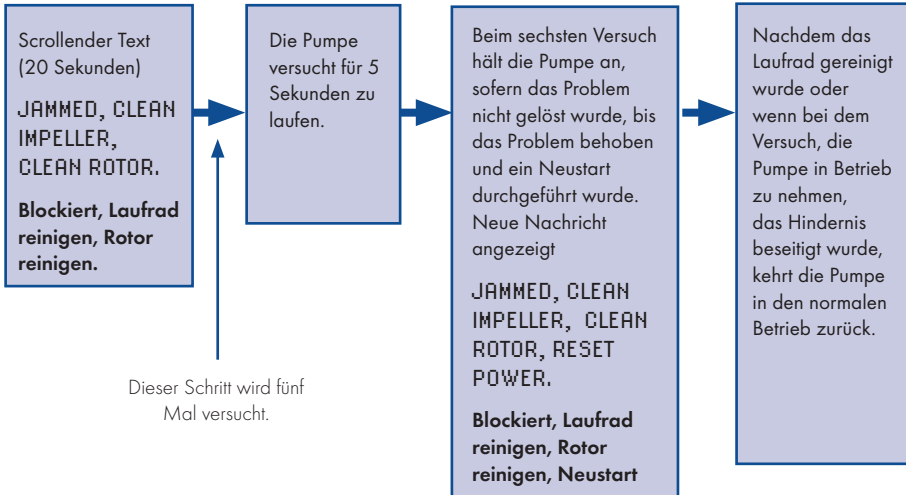 Scrollender Text
(20 Sekunden)
JAMMED, CLEAN
IMPELLER,
CLEAN ROTOR.
Blockiert, Laufrad
reinigen, Rotor
reinigen.
Dieser Schritt wird fünf
Mal versucht.
Die Pumpe
versucht für 5
Sekunden zu
laufen.
Beim sechsten Versuch
hält die Pumpe an,
sofern das Problem
nicht gelöst wurde, bis
das Problem behoben
und ein Neustart
durchgeführt wurde.
Neue Nachricht
angezeigt
JAMMED, CLEAN
IMPELLER, CLEAN
ROTOR, RESET
POWER.
Blockiert, Laufrad
reinigen, Rotor
reinigen, Neustart
Nachdem das
Laufrad gereinigt
wurde oder
wenn bei dem
Versuch, die
Pumpe in Betrieb
zu nehmen,
das Hindernis
beseitigt wurde,
kehrt die Pumpe
in den normalen
Betrieb zurück.